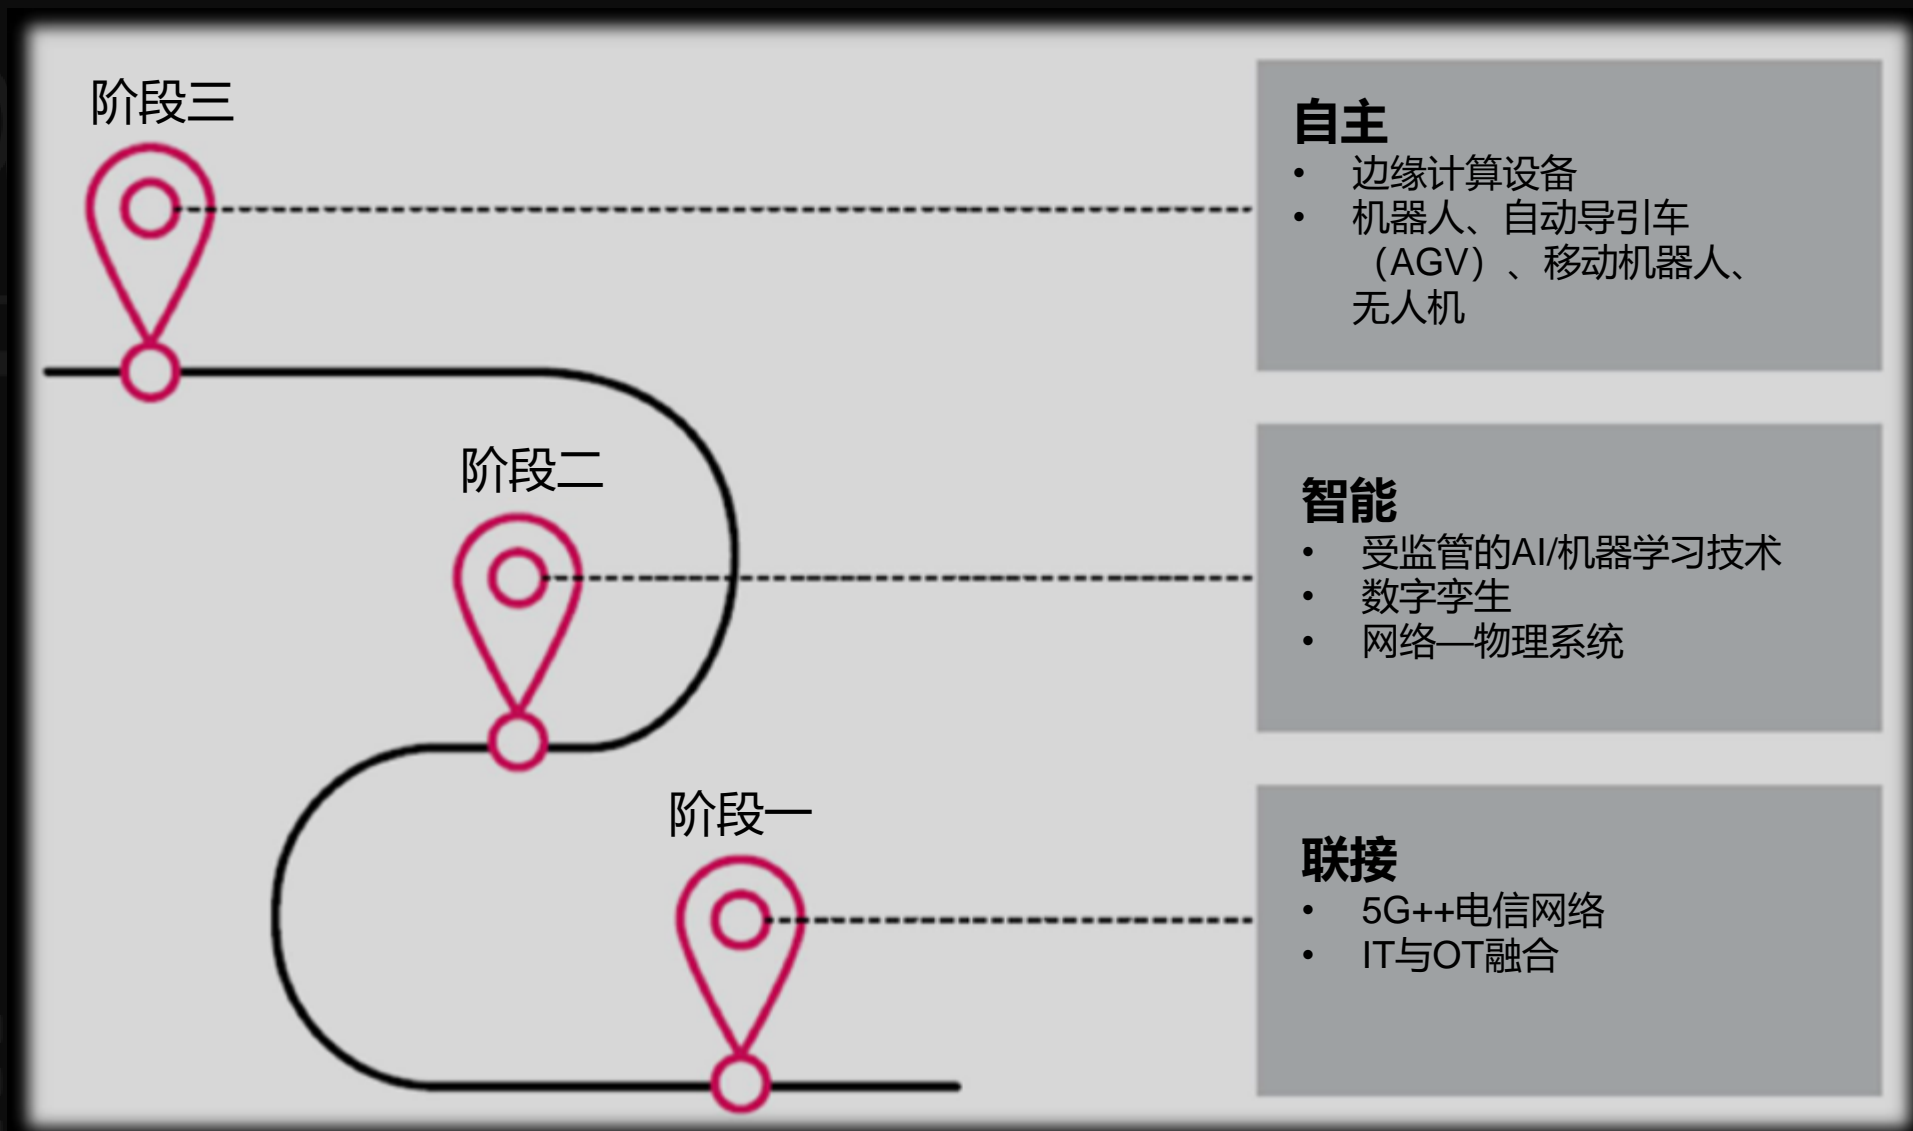 阶段三
自主
• 边缘计算设备
• 机器人、自动导引车
（AGV）、移动机器人、
无人机
阶段二
智能
• 受监管的AI/机器学习技术
• 数字孪生
• 网络—物理系统
阶段一
联接
• 5G++电信网络
• IT与OT融合